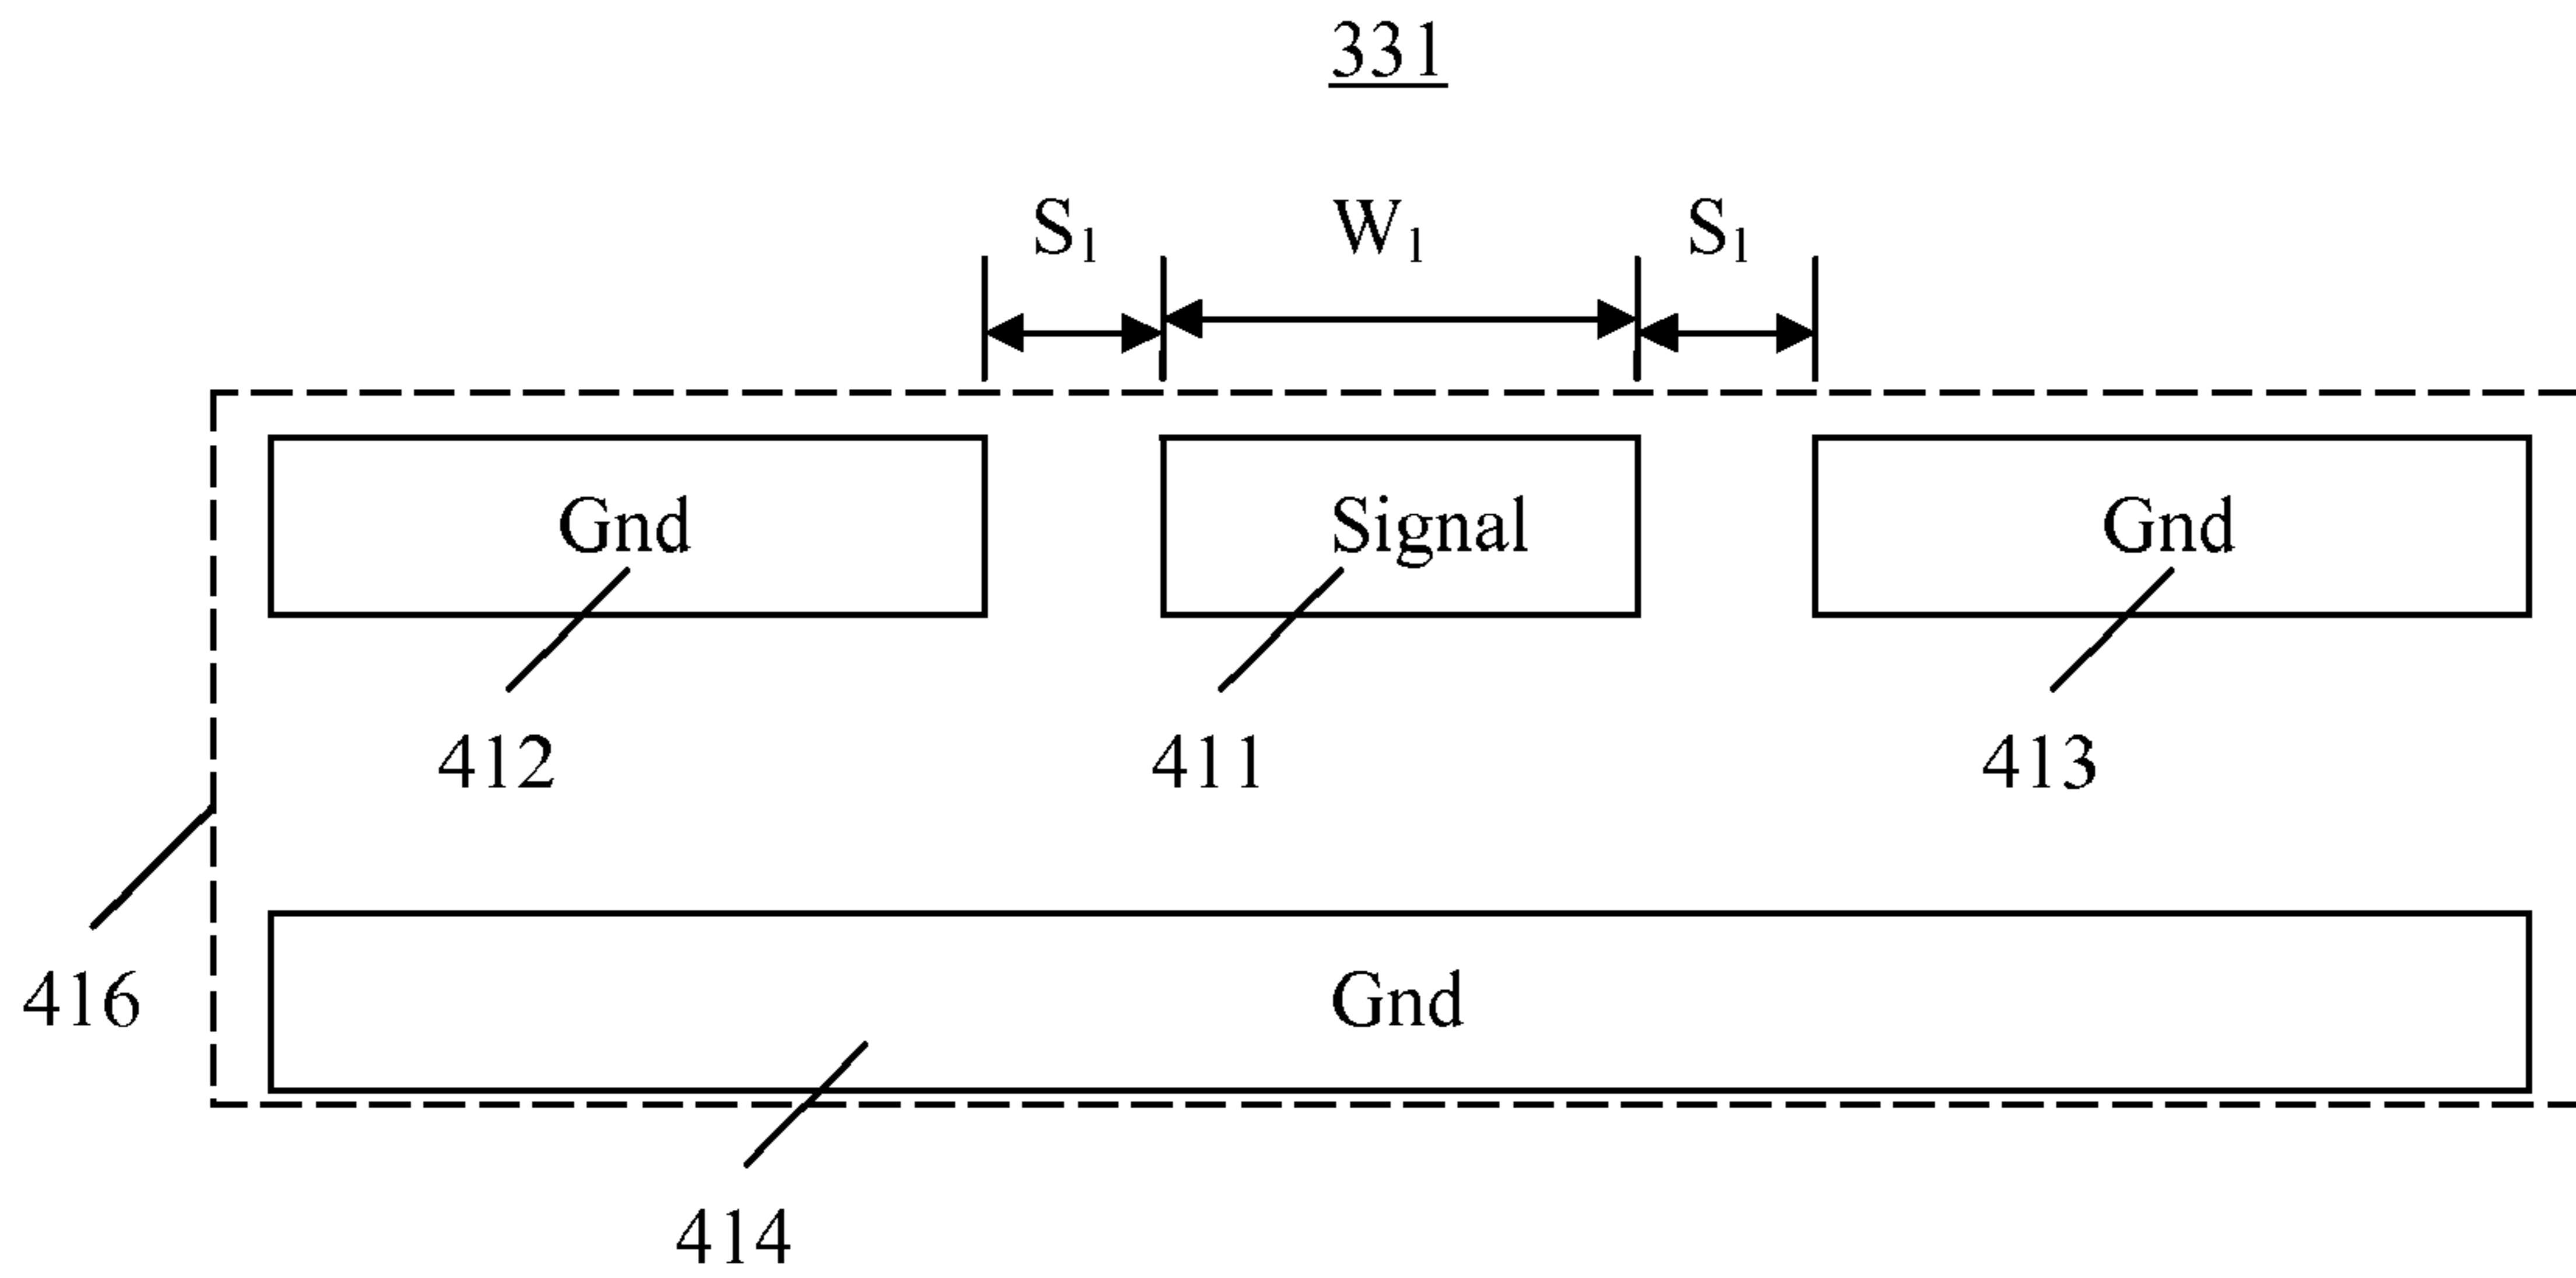 331
S₁ W₁ S₁
Gnd Signal Gnd
412 411 413
416 Gnd
414